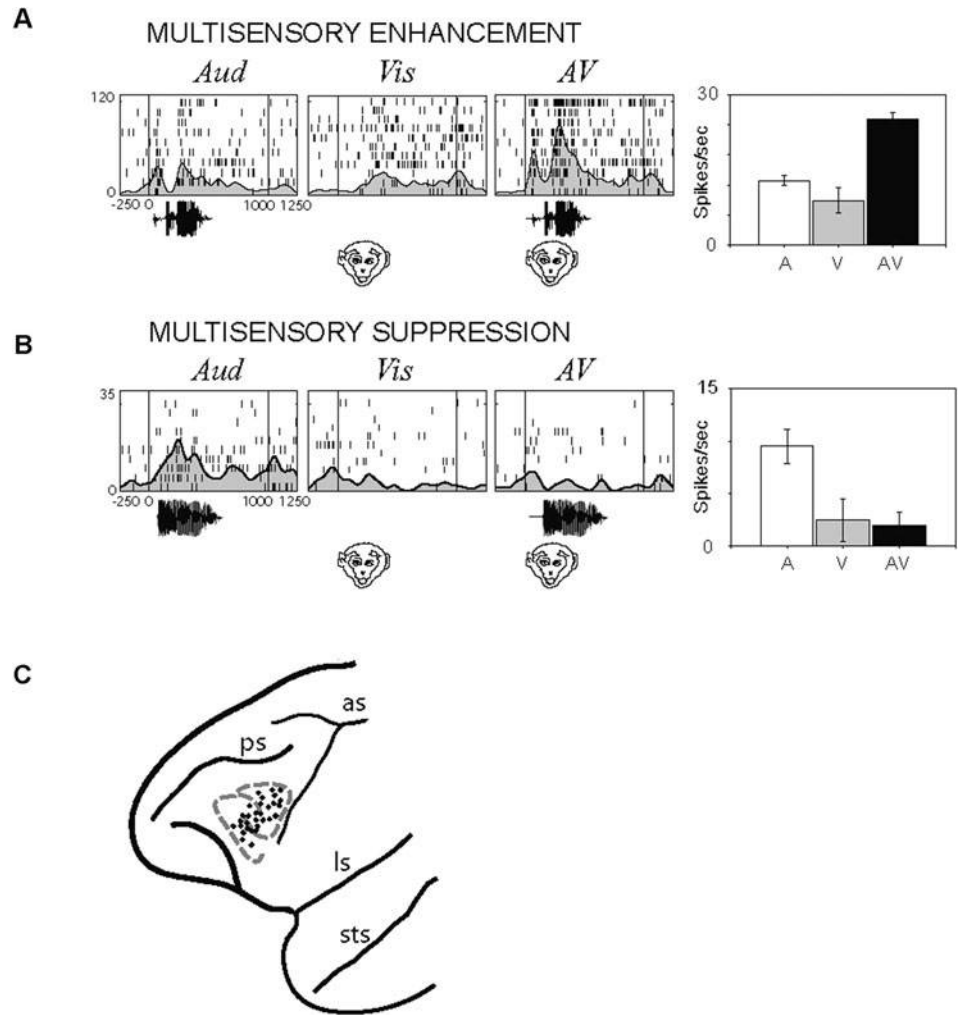 A
MULTISENSORY ENHANCEMENT
Aud Vis AV
120
0
-250 0 1000 1250
30
Spikes/sec
0
A V AV
B
MULTISENSORY SUPPRESSION
Aud Vis AV
35
0
-250 0 1000 1250
15
Spikes/sec
0
A V AV
C
as
ps
ls
sts